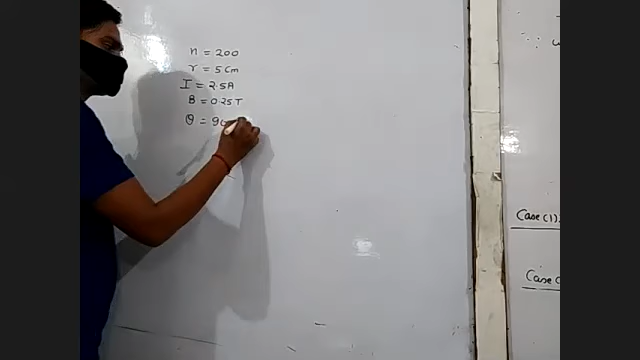 n = 200
r = 5 cm
I = 2.5A
B = 0.25T
θ = 90
Case (1)
Case